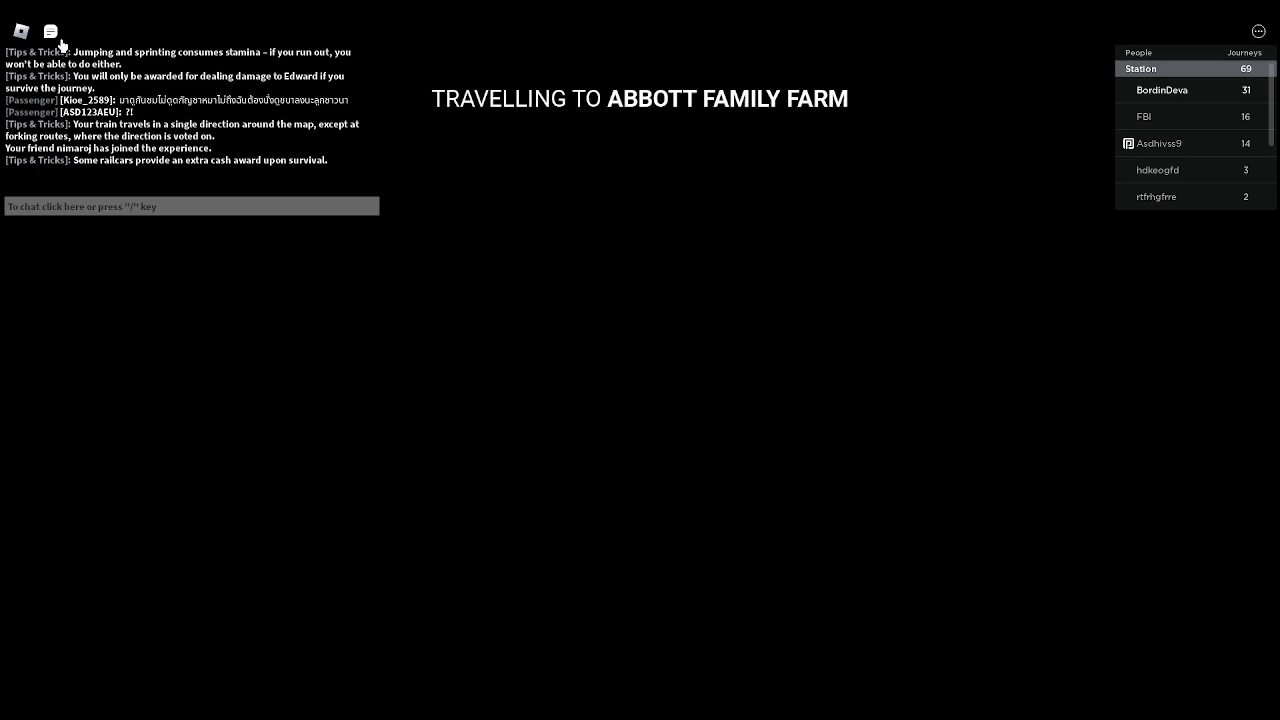 [Tips & Tricks]: Jumping and sprinting consumes stamina – if you run out, you
won't be able to do either.
[Tips & Tricks]: You will only be awarded for dealing damage to Edward if you
survive the journey.
[Passenger] [Kioe_2589]:
[Passenger] [ASD123AEU]: ?!
[Tips & Tricks]: Your train travels in a single direction around the map, except at
forking routes, where the direction is voted on.
Your friend nimaroj has joined the experience.
[Tips & Tricks]: Some railcars provide an extra cash award upon survival.
To chat click here or press "/" key
TRAVELLING TO ABBOTT FAMILY FARM
People Journeys
Station 69
BordinDeva 31
FBI 16
Asdhivss9 14
hdkeogfd 3
rtfrhgfrre 2